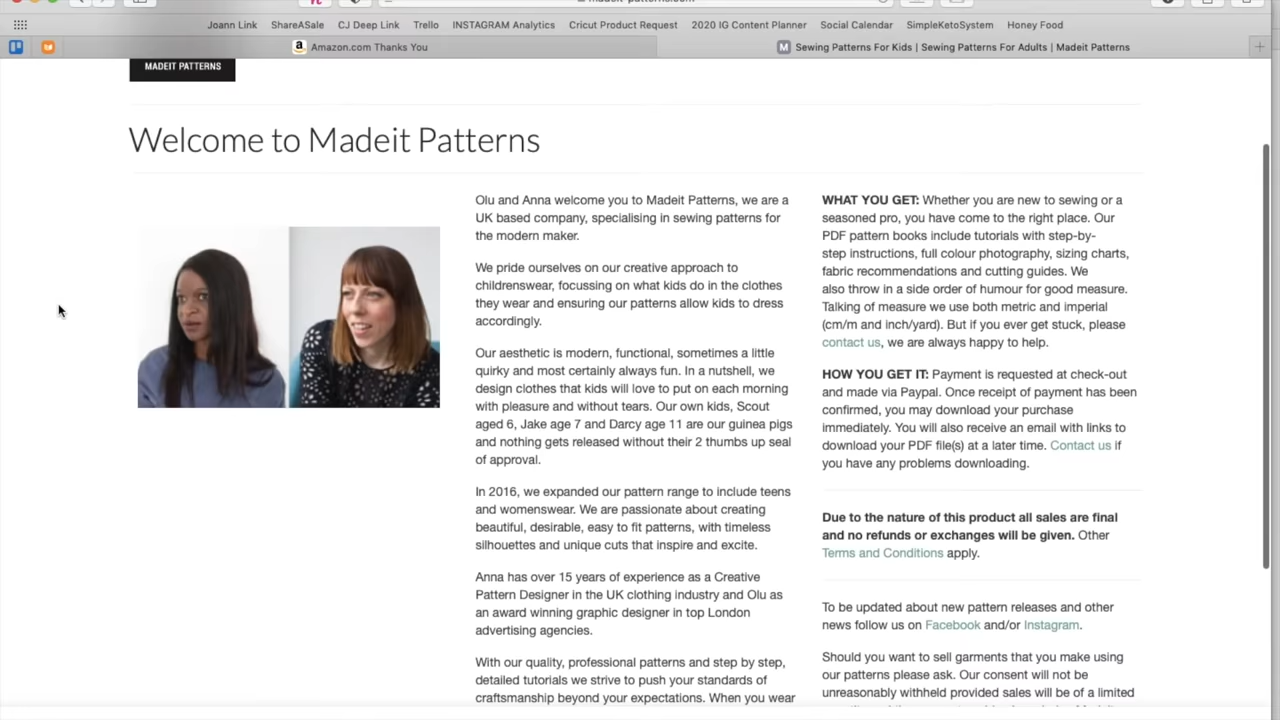 Joann Link ShareASale CJ Deep Link Trello INSTAGRAM Analytics Cricut Product Request 2020 IG Content Planner Social Calendar SimpleKetoSystem Honey Food
Amazon.com Thank You
Sewing Patterns For Kids | Sewing Patterns For Adults | Madeit Patterns
MADEIT PATTERNS
Welcome to Madeit Patterns
Olu and Anna welcome you to Madeit Patterns, we are a
UK based company, specialising in sewing patterns for
the modern maker.
We pride ourselves on our creative approach to
childrenswear, focussing on what kids do in the clothes
they wear and ensuring our patterns allow kids to dress
accordingly.
Our aesthetic is modern, functional, sometimes a little
quirky and most certainly always fun. In a nutshell, we
design clothes that kids will love to put on each morning
with pleasure and without tears. Our own kids, Scout
aged 6, Jake age 7 and Darcy age 11 are our guinea pigs
and nothing gets released without their 2 thumbs up seal
of approval.
In 2016, we expanded our pattern range to include teens
and womenswear. We are passionate about creating
beautiful, desirable, easy to fit patterns, with timeless
silhouettes and unique cuts that inspire and excite.
Anna has over 15 years of experience as a Creative
Pattern Designer in the UK clothing industry and Olu as
an award winning graphic designer in top London
advertising agencies.
With our quality, professional patterns and step by step,
detailed tutorials we strive to push your standards of
craftsmanship beyond your expectations. When you wear
WHAT YOU GET: Whether you are new to sewing or a
seasoned pro, you have come to the right place. Our
PDF pattern books include tutorials with step-by-
step instructions, full colour photography, sizing charts,
fabric recommendations and cutting guides. We
also throw in a side order of humour for good measure.
Talking of measure we use both metric and imperial
(cm/m and inch/yard). But if you ever get stuck, please
contact us, we are always happy to help.
HOW YOU GET IT: Payment is requested at check-out
and made via Paypal. Once receipt of payment has been
confirmed, you may download your purchase
immediately. You will also receive an email with links to
download your PDF file(s) at a later time. Contact us if
you have any problems downloading.
Due to the nature of this product all sales are final
and no refunds or exchanges will be given. Other
Terms and Conditions apply.
To be updated about new pattern releases and other
news follow us on Facebook and/or Instagram.
Should you want to sell garments that you make using
our patterns please ask. Our consent will not be
unreasonably withheld provided sales will be of a limited